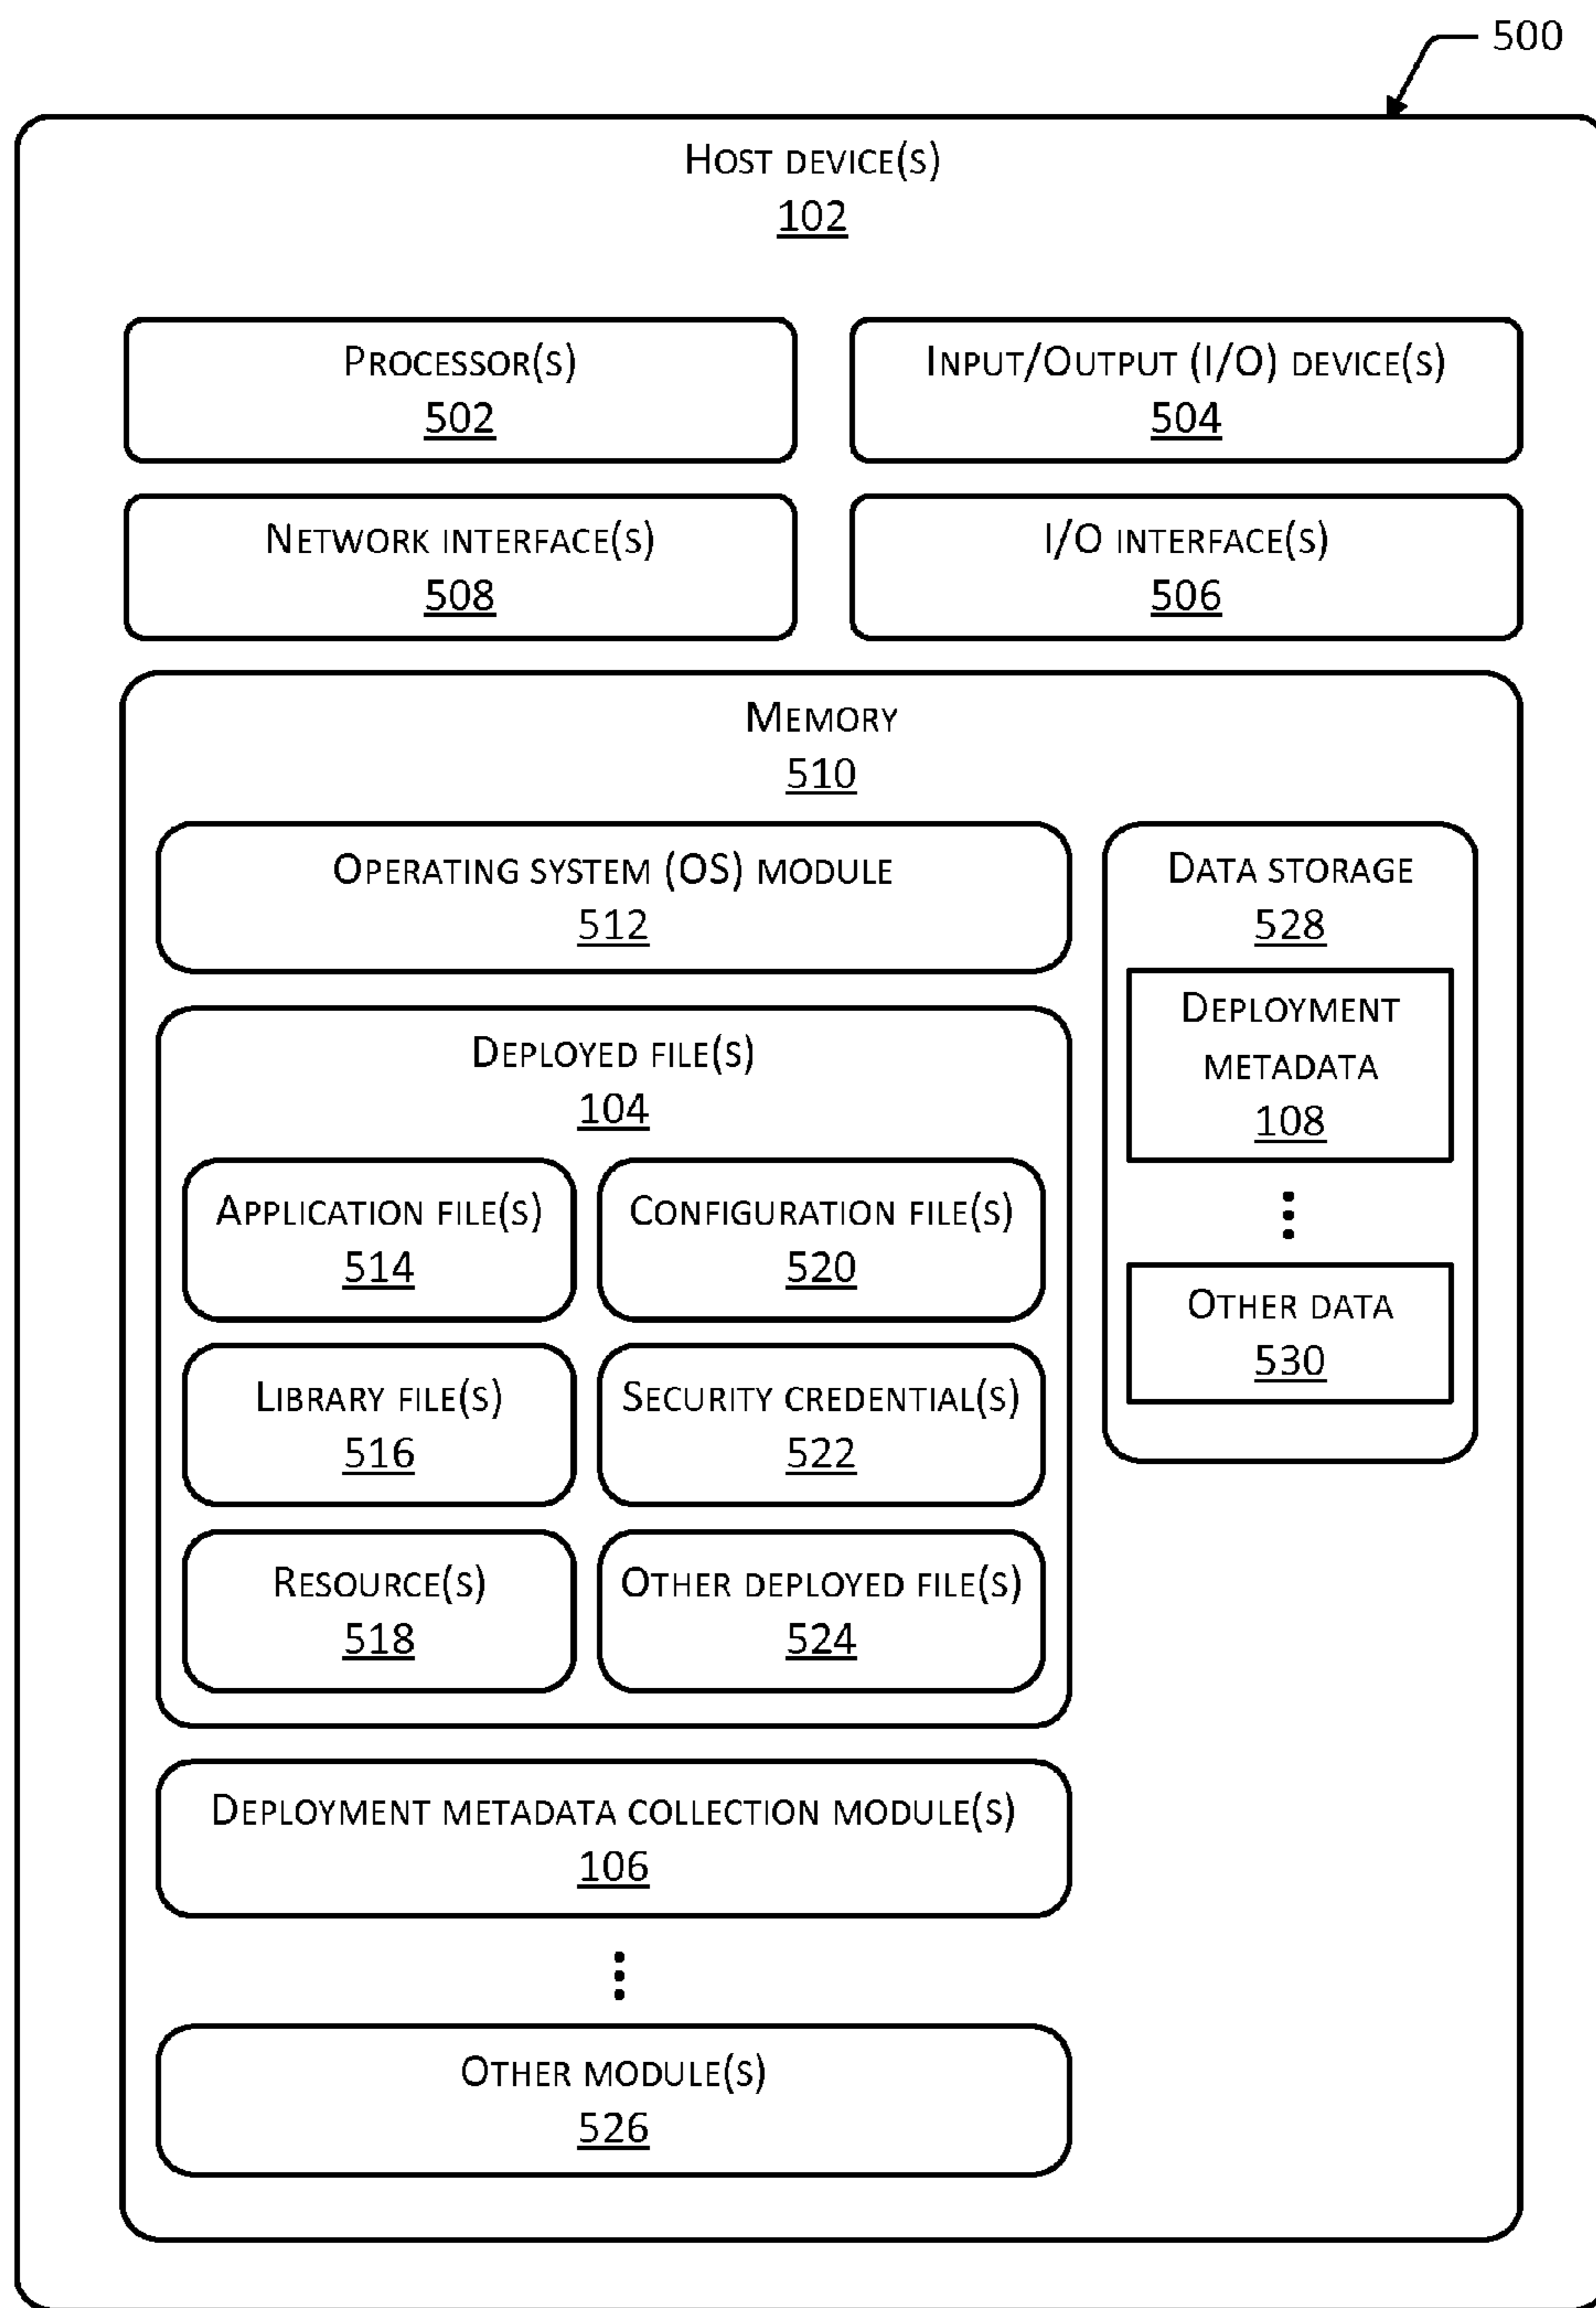 500
Host device(s)
102
Processor(s)
502
Input/Output (I/O) device(s)
504
Network interface(s)
508
I/O interface(s)
506
Memory
510
Operating system (OS) module
512
Deployed file(s)
104
Application file(s)
514
Configuration file(s)
520
Library file(s)
516
Security credential(s)
522
Resource(s)
518
Other deployed file(s)
524
Deployment metadata collection module(s)
106
Other module(s)
526
Data storage
528
Deployment
metadata
108
Other data
530